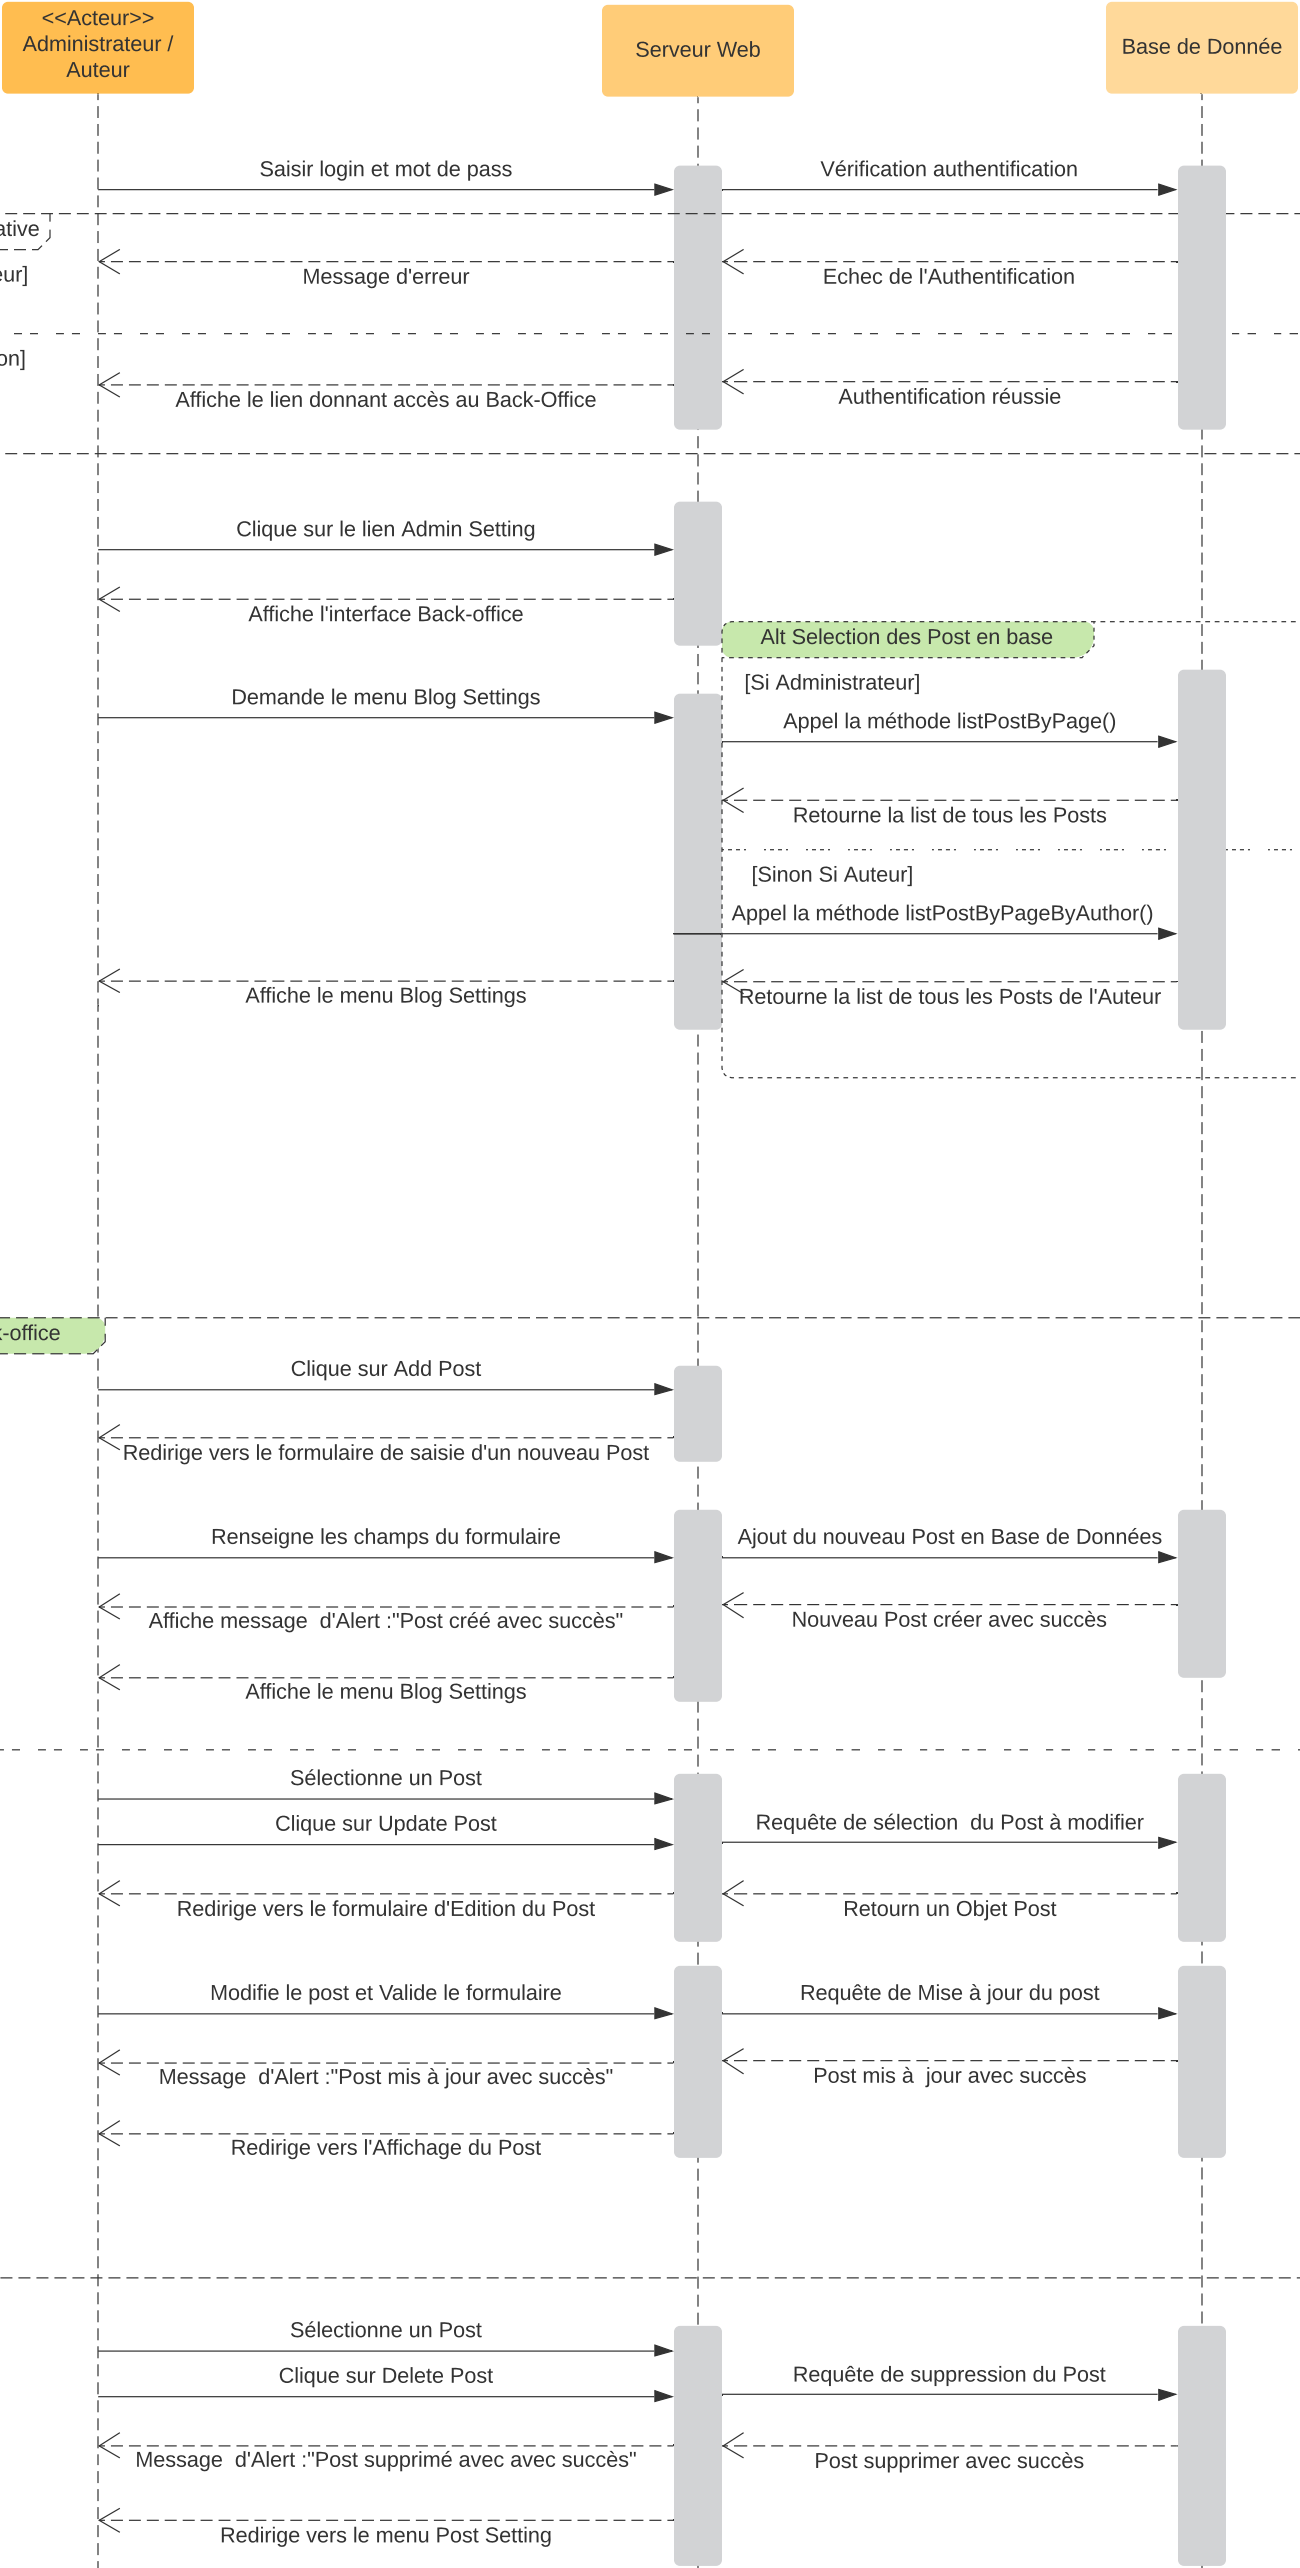 <<Acteur>>
Administrateur /
Auteur
Serveur Web
Base de Donnée
Saisir login et mot de pass
Vérification authentification
ative
eur]
Message d'erreur
Echec de l'Authentification
on]
Affiche le lien donnant accès au Back-Office
Authentification réussie
Clique sur le lien Admin Setting
Affiche l'interface Back-office
Alt Selection des Post en base
[Si Administrateur]
Demande le menu Blog Settings
Appel la méthode listPostByPage()
Retourne la list de tous les Posts
[Sinon Si Auteur]
Appel la méthode listPostByPageByAuthor()
Affiche le menu Blog Settings
Retourne la list de tous les Posts de l'Auteur
k-office
Clique sur Add Post
Redirige vers le formulaire de saisie d'un nouveau Post
Renseigne les champs du formulaire
Ajout du nouveau Post en Base de Données
Affiche message  d'Alert :"Post créé avec succès"
Nouveau Post créer avec succès
Affiche le menu Blog Settings
Sélectionne un Post
Clique sur Update Post
Requête de sélection  du Post à modifier
Redirige vers le formulaire d'Edition du Post
Retourn un Objet Post
Modifie le post et Valide le formulaire
Requête de Mise à jour du post
Message  d'Alert :"Post mis à jour avec succès"
Post mis à  jour avec succès
Redirige vers l'Affichage du Post
Sélectionne un Post
Clique sur Delete Post
Requête de suppression du Post
Message  d'Alert :"Post supprimé avec avec succès"
Post supprimer avec succès
Redirige vers le menu Post Setting